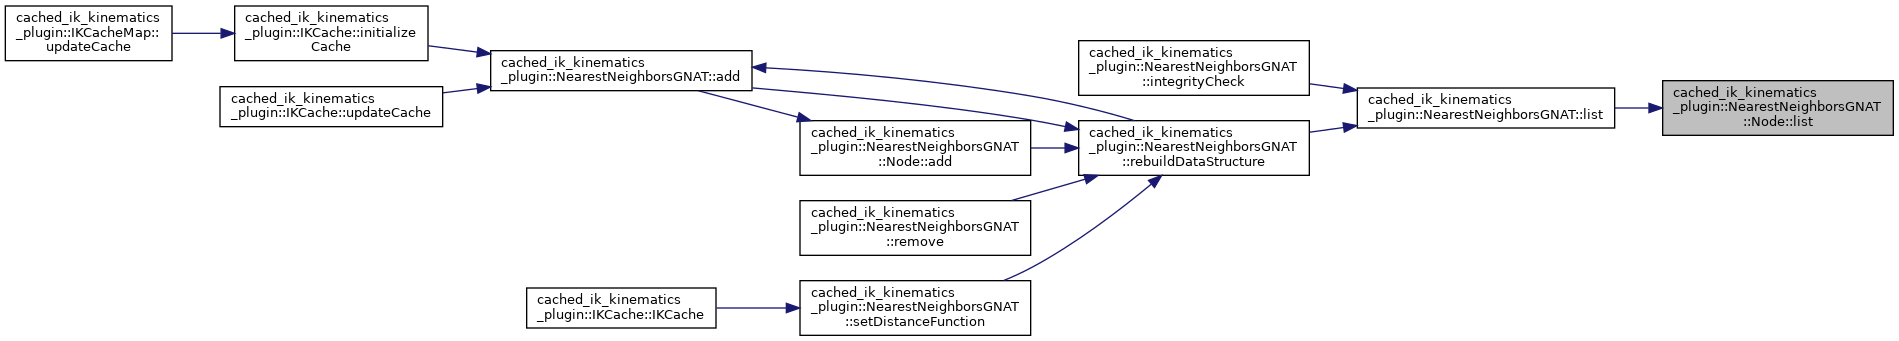 cached_ik_kinematics
_plugin::IKCacheMap::
updateCache
cached_ik_kinematics
_plugin::IKCache::initialize
Cache
cached_ik_kinematics
_plugin::IKCache::updateCache
cached_ik_kinematics
_plugin::NearestNeighborsGNAT::add
cached_ik_kinematics
_plugin::IKCache::IKCache
cached_ik_kinematics
_plugin::NearestNeighborsGNAT
::Node::add
cached_ik_kinematics
_plugin::NearestNeighborsGNAT
::remove
cached_ik_kinematics
_plugin::NearestNeighborsGNAT
::setDistanceFunction
cached_ik_kinematics
_plugin::NearestNeighborsGNAT
::integrityCheck
cached_ik_kinematics
_plugin::NearestNeighborsGNAT
::rebuildDataStructure
cached_ik_kinematics
_plugin::NearestNeighborsGNAT::list
cached_ik_kinematics
_plugin::NearestNeighborsGNAT
::Node::list